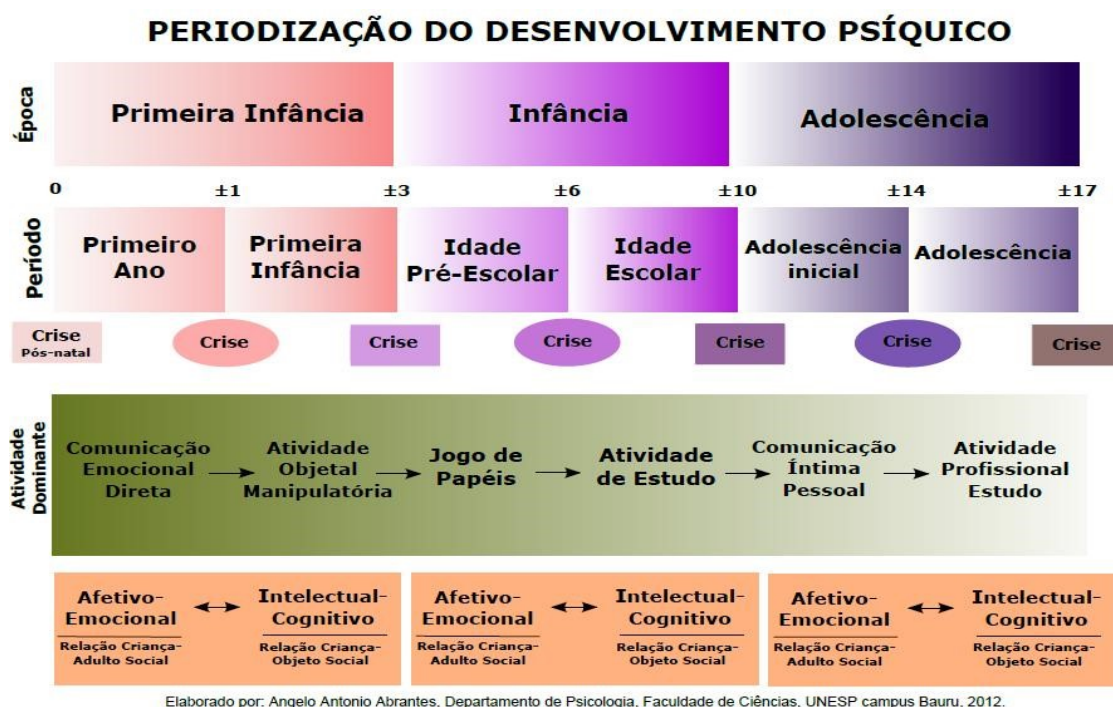 PERIODIZAÇÃO DO DESENVOLVIMENTO PSÍQUICO
Época
Primeira Infância
Infância
Adolescência
0
±1
±3
±6
±10
±14
±17
Período
Primeiro
Ano
Primeira
Infância
Idade
Pré-Escolar
Idade
Escolar
Adolescência
inicial
Adolescência
Crise
Pós-natal
Crise
Crise
Crise
Crise
Crise
Crise
Atividade
Dominante
Comunicação
Emocional
Direta
Atividade
Objetal
Manipulatória
Jogo de
Papéis
Atividade
de Estudo
Comunicação
Íntima
Pessoal
Atividade
Profissional
Estudo
Afetivo-
Emocional
Relação Criança-
Adulto Social
Intelectual-
Cognitivo
Relação Criança-
Objeto Social
Afetivo-
Emocional
Relação Criança-
Adulto Social
Intelectual-
Cognitivo
Relação Criança-
Objeto Social
Afetivo-
Emocional
Relação Criança-
Adulto Social
Intelectual-
Cognitivo
Relação Criança-
Objeto Social
Elaborado por: Angelo Antonio Abrantes, Departamento de Psicologia, Faculdade de Ciências, UNESP campus Bauru, 2012.